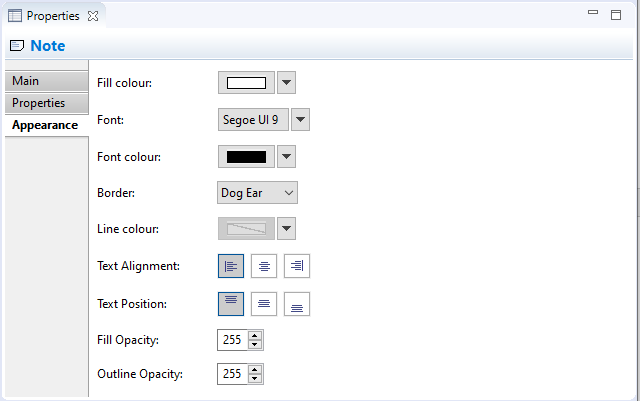 Properties
Note
Main
Properties
Appearance
Fill colour:
Font: Segoe UI 9
Font colour:
Border: Dog Ear
Line colour:
Text Alignment:
Text Position:
Fill Opacity: 255
Outline Opacity: 255